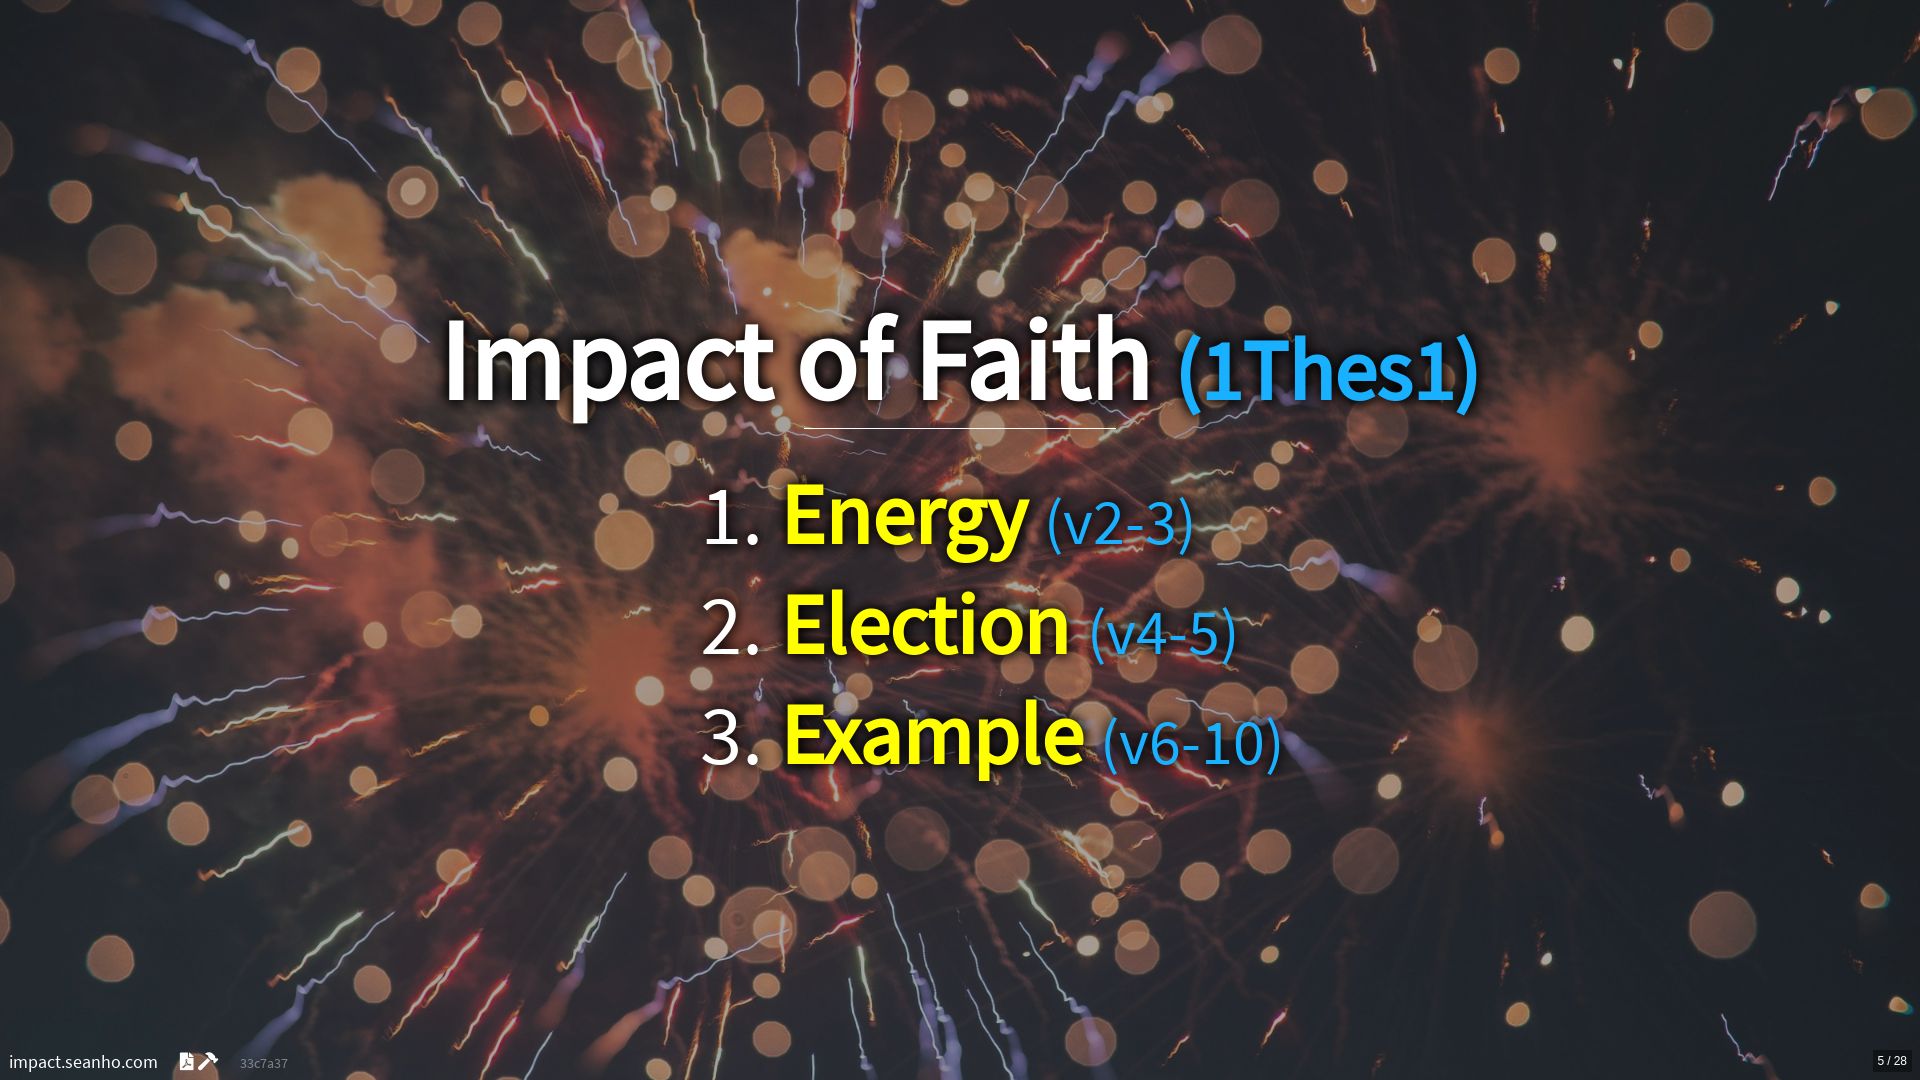 Impact of Faith (1Thes1)
1. Energy (v2-3)
2. Election (v4-5)
3. Example (v6-10)
impact.seanho.com 33c7a37
5 / 28